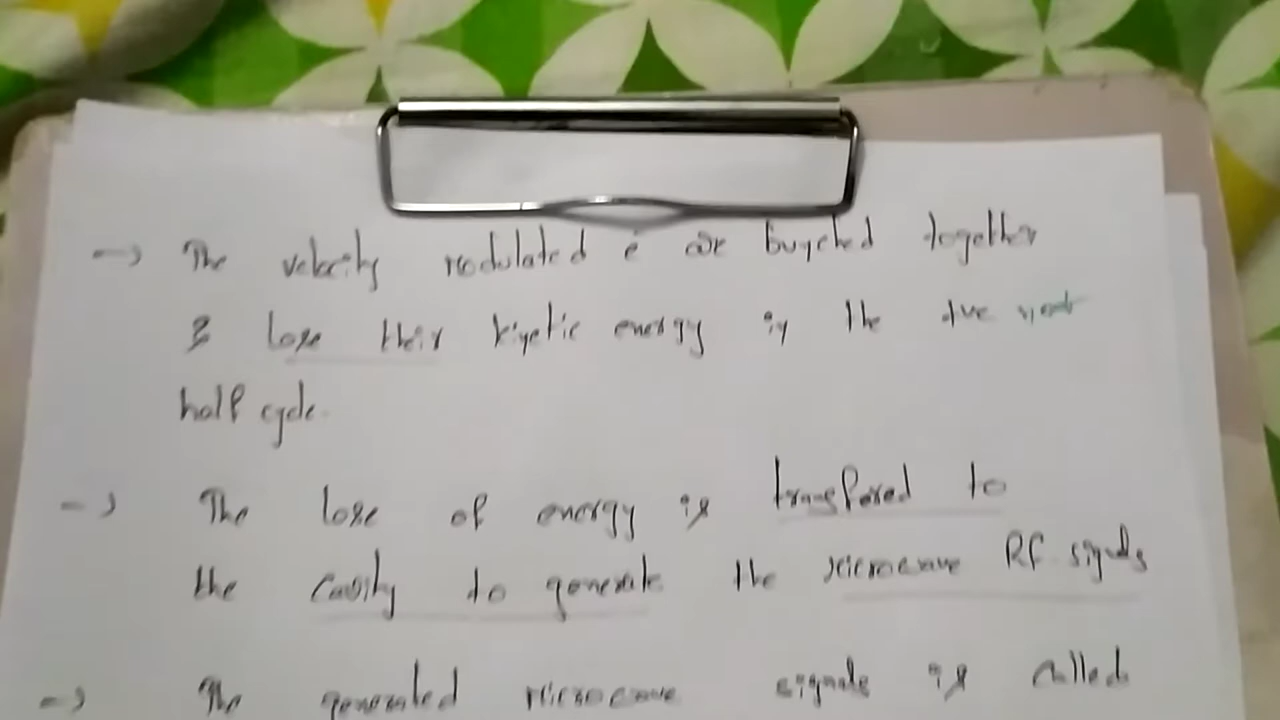 → The velocity modulated e⁻ are bunched together
& lose their kinetic energy in the +ve
half cycle.
→ The lose of energy is transfered to
the cavity to generate the microwave RF signals
→ The generated microwave signals is called